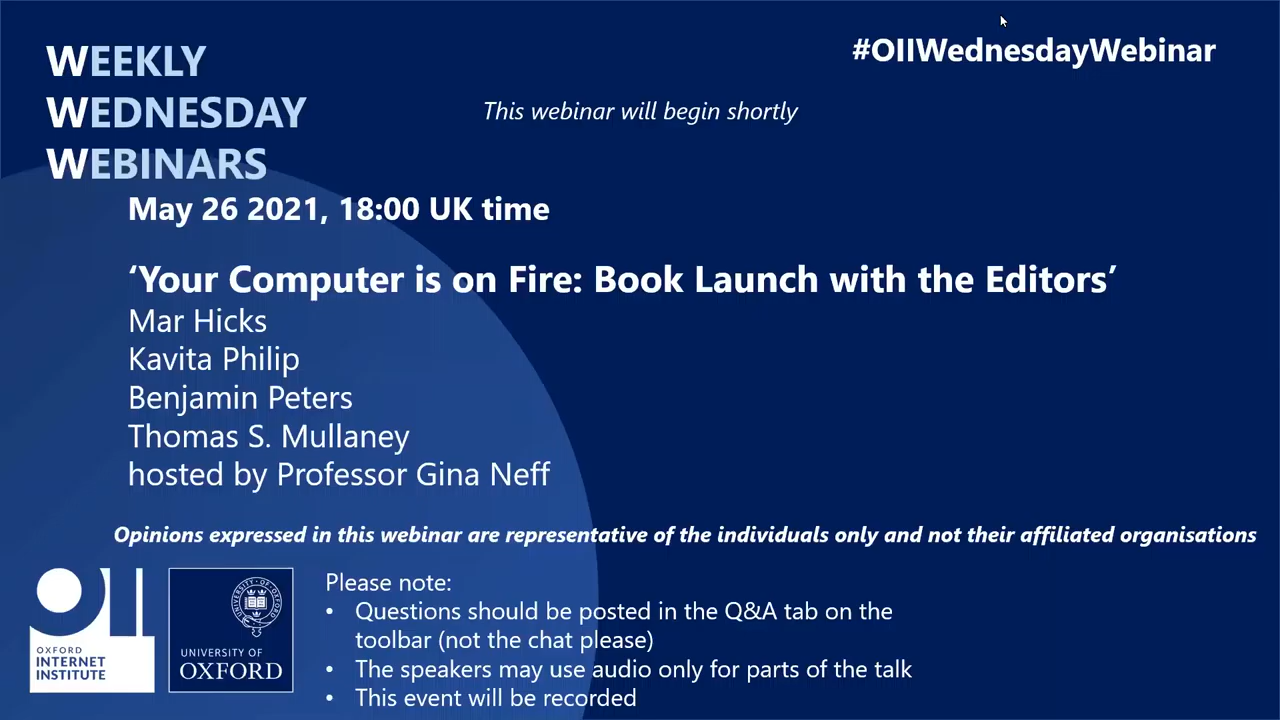 WEEKLY
WEDNESDAY
WEBINARS
#OIIWednesdayWebinar
This webinar will begin shortly
May 26 2021, 18:00 UK time
‘Your Computer is on Fire: Book Launch with the Editors’
Mar Hicks
Kavita Philip
Benjamin Peters
Thomas S. Mullaney
hosted by Professor Gina Neff
Opinions expressed in this webinar are representative of the individuals only and not their affiliated organisations
OII
OXFORD
INTERNET
INSTITUTE
UNIVERSITY OF
OXFORD
Please note:
• Questions should be posted in the Q&A tab on the
toolbar (not the chat please)
• The speakers may use audio only for parts of the talk
• This event will be recorded